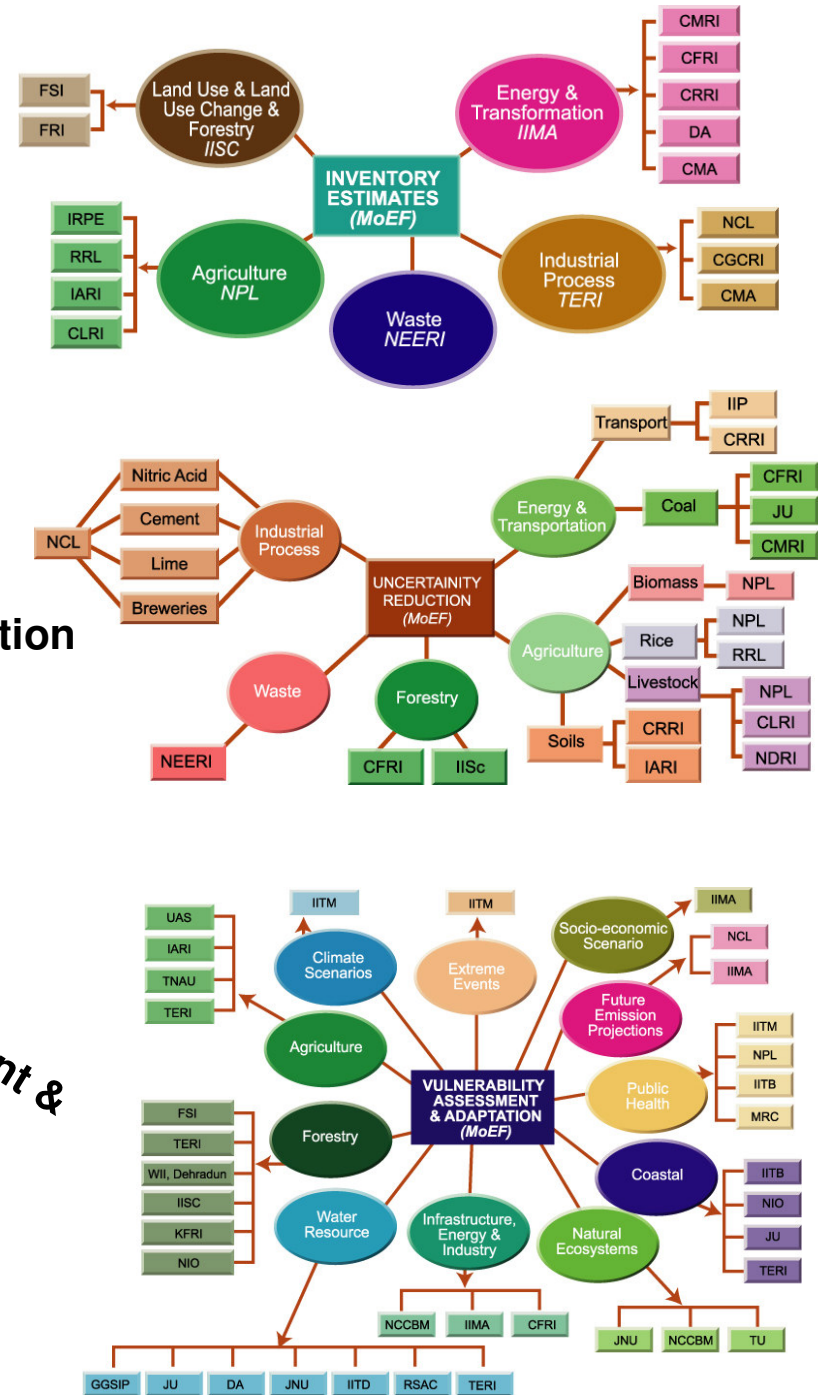 Land Use & Land
Use Change &
Forestry
IISC
FSI
FRI
Energy &
Transformation
IIMA
CMRI
CFRI
CRRI
DA
CMA
INVENTORY
ESTIMATES
(MoEF)
IRPE
RRL
IARI
CLRI
Agriculture
NPL
Waste
NEERI
Industrial
Process
TERI
NCL
CGCRI
CMA
Transport
IIP
CRRI
Nitric Acid
Cement
Lime
Breweries
NCL
Industrial
Process
Energy &
Transportation
Coal
CFRI
JU
CMRI
UNCERTAINITY
REDUCTION
(MoEF)
Biomass
NPL
Agriculture
Rice
NPL
RRL
Livestock
NPL
CLRI
NDRI
Soils
CRRI
IARI
tion
Waste
NEERI
Forestry
CFRI
IISc
UAS
IARI
TNAU
TERI
IITM
Climate
Scenarios
IITM
Extreme
Events
Socio-economic
Scenario
IIMA
NCL
IIMA
Future
Emission
Projections
Agriculture
VULNERABILITY
ASSESSMENT
& ADAPTATION
(MoEF)
Public
Health
IITM
NPL
IITB
MRC
nt &
FSI
TERI
WII, Dehradun
IISC
KFRI
NIO
Forestry
Coastal
IITB
NIO
JU
TERI
Water
Resource
Infrastructure,
Energy &
Industry
Natural
Ecosystems
NCCBM
IIMA
CFRI
JNU
NCCBM
TU
GGSIP
JU
DA
JNU
IITD
RSAC
TERI